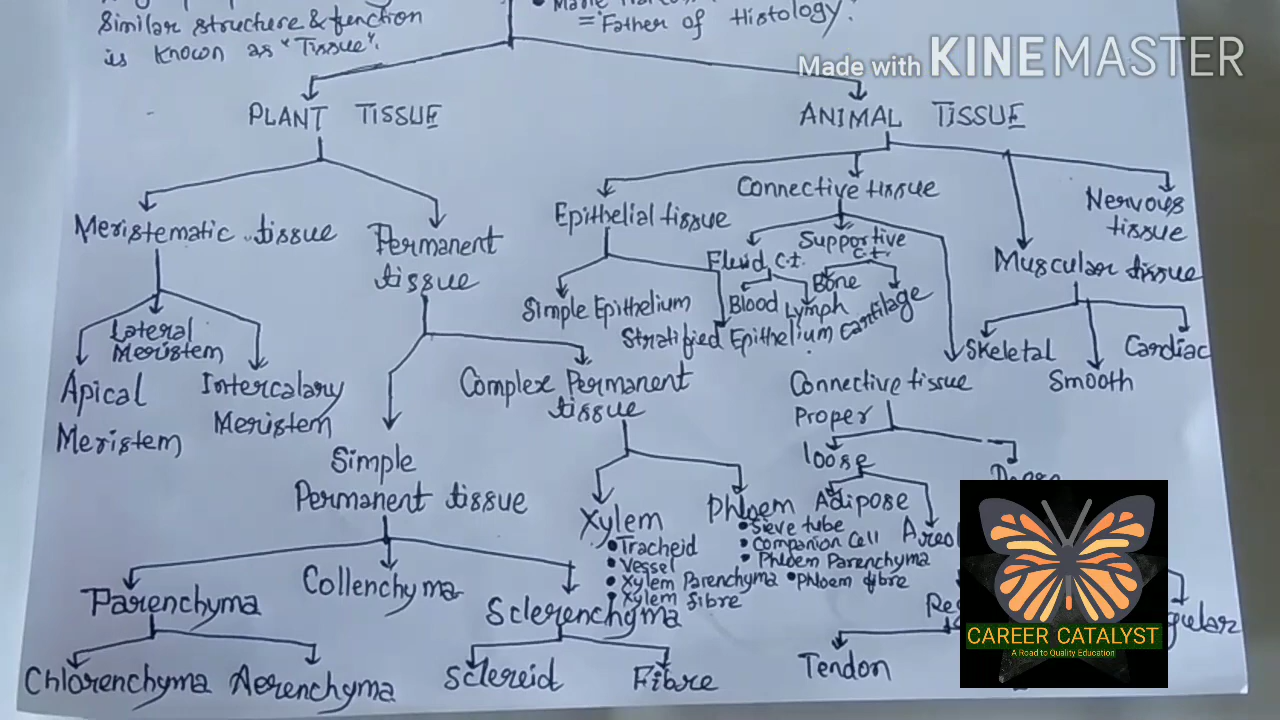 Similar structure & function
is known as "Tissue".
= Father of Histology.
Made with KINEMASTER
PLANT TISSUE
ANIMAL TISSUE
Meristematic tissue
Permanent
tissue
Epithelial tissue
Connective tissue
Nervous
tissue
Muscular tissue
Lateral
Meristem
Apical
Meristem
Intercalary
Meristem
Simple Epithelium
Stratified Epithelium
Fluid C.t.
Supportive
C.t.
Blood
Lymph
Bone
Cartilage
Skeletal
Smooth
Cardiac
Complex Permanent
tissue
Connective tissue
Proper
Simple
Permanent tissue
loose
Xylem
• Tracheid
• Vessel
• Xylem Parenchyma
• Xylem fibre
Phloem
• Sieve tube
• Companion Cell
• Phloem Parenchyma
• Phloem fibre
Adipose
Parenchyma
Collenchyma
Sclerenchyma
Chlorenchyma
Aerenchyma
Sclereid
Fibre
Tendon
CAREER CATALYST
A Road to Quality Education